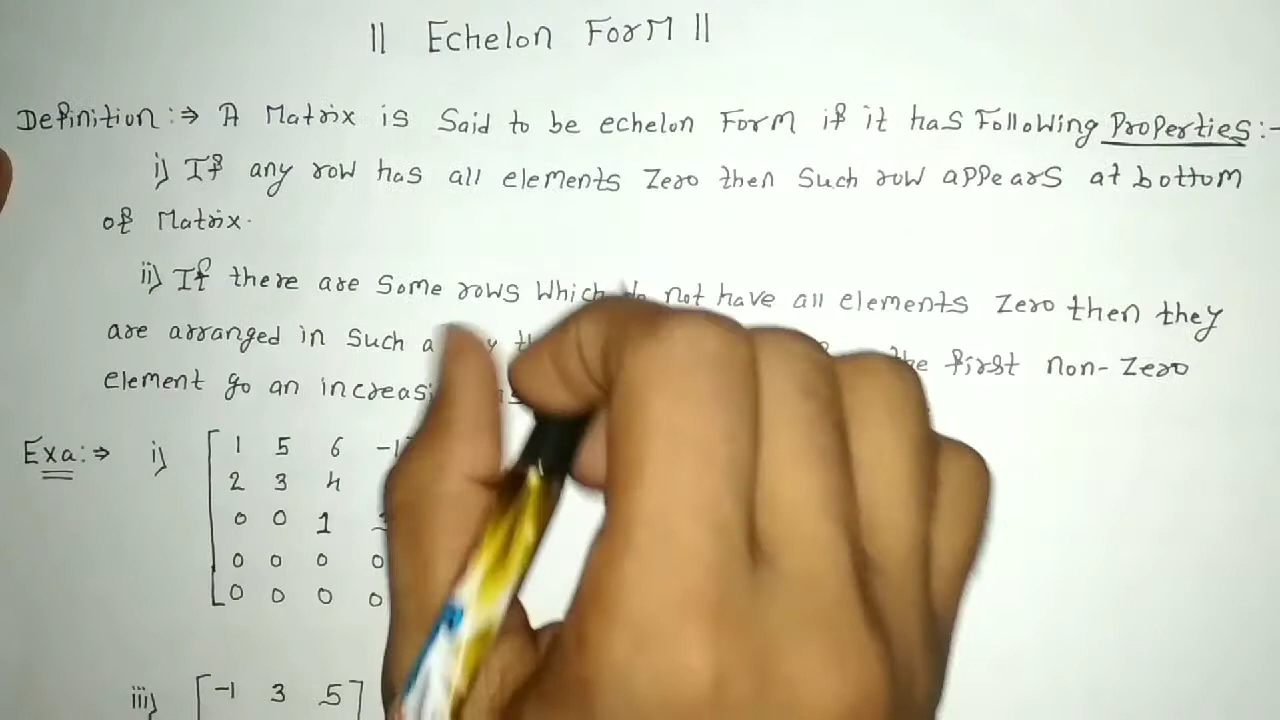 || Echelon Form ||
Definition :⇒ A Matrix is Said to be echelon Form if it has Following Properties :-
i) If any row has all elements Zero then Such row appears at bottom
of Matrix.
ii) If there are Some rows Which do not have all elements Zero then they
are arranged in Such a first non-Zero
element go an
Exa :⇒ i) 1 5 6 -1
2 3 4
0 0 1
0 0 0 0
0 0 0 0
iii) -1 3 5